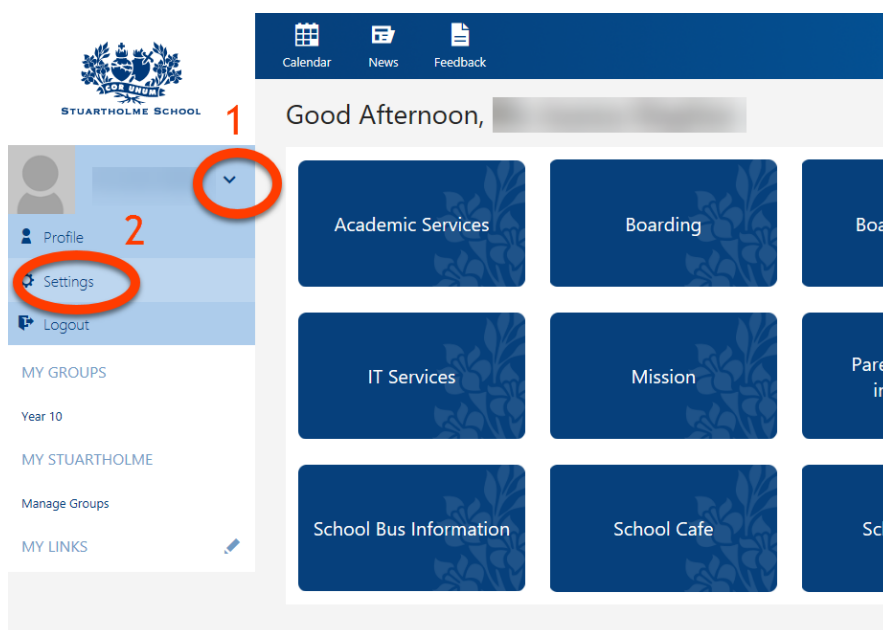 Calendar
News
Feedback
COR UNUM
STUARTHOLME SCHOOL
1
Good Afternoon,
2
Profile
Settings
Logout
MY GROUPS
Year 10
MY STUARTHOLME
Manage Groups
MY LINKS
Academic Services
Boarding
Boa
IT Services
Mission
Pare
School Bus Information
School Cafe